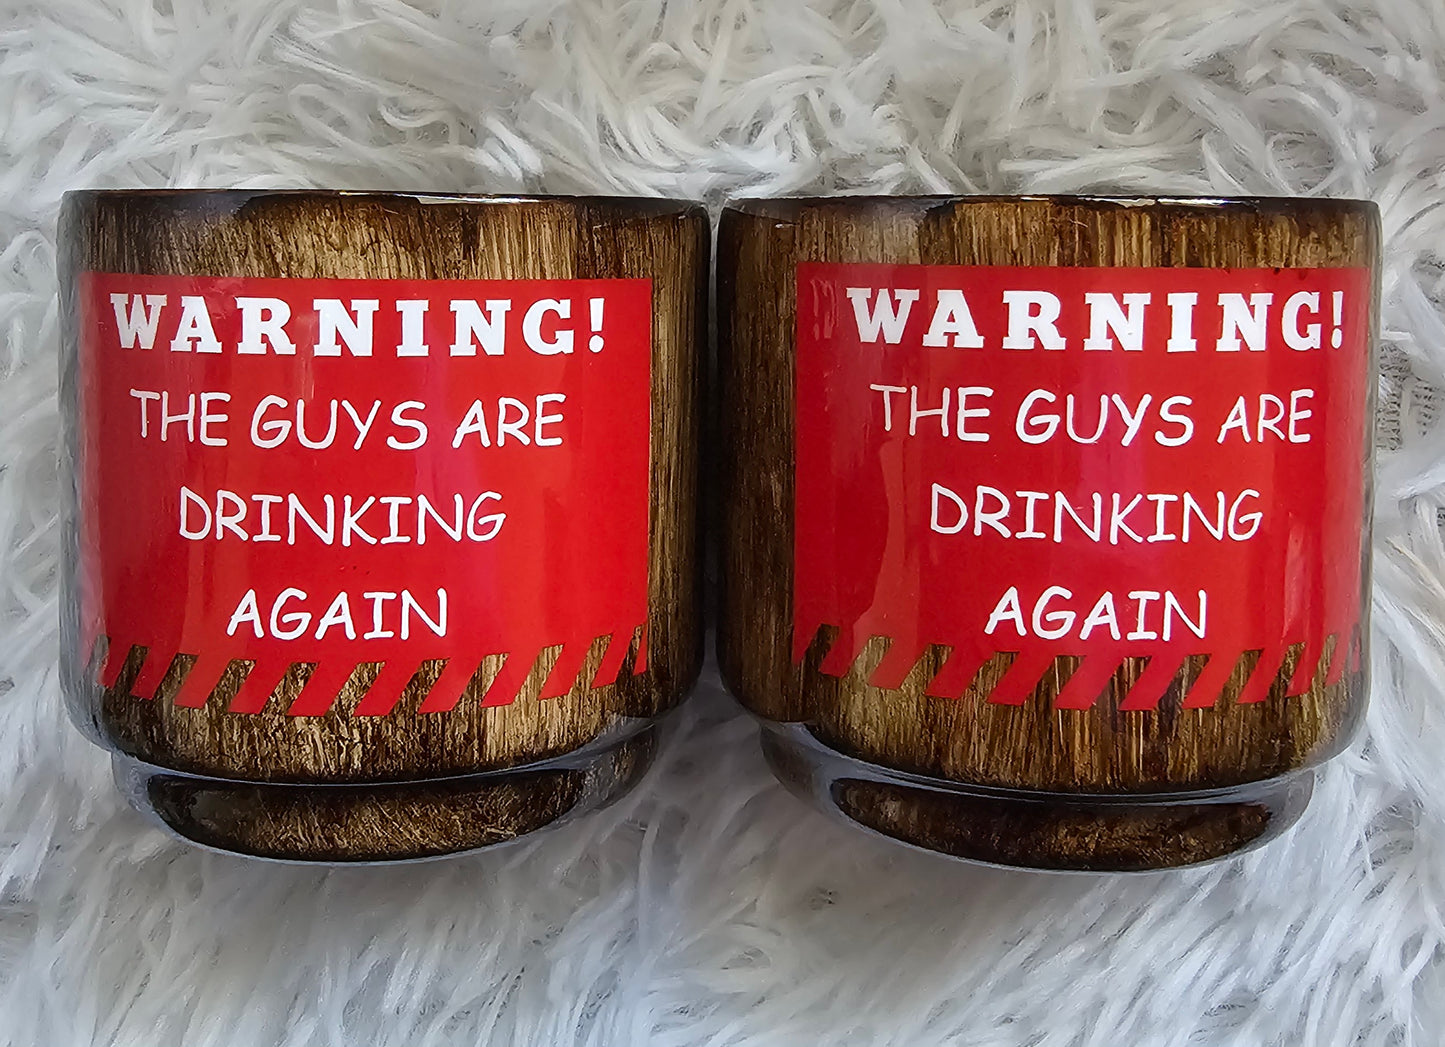 WARNING!
THE GUYS ARE
DRINKING
AGAIN
WARNING!
THE GUYS ARE
DRINKING
AGAIN